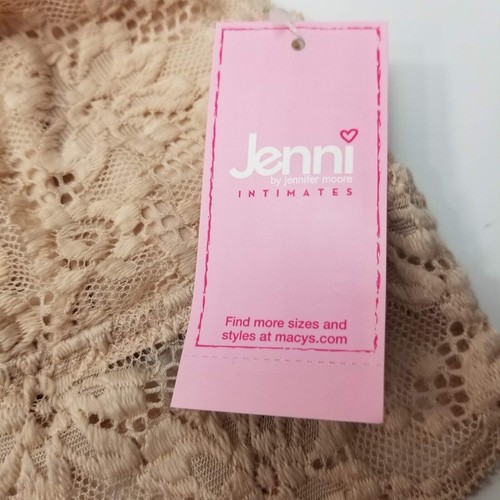 Jenni
by jennifer moore
INTIMATES
Find more sizes and
styles at macys.com